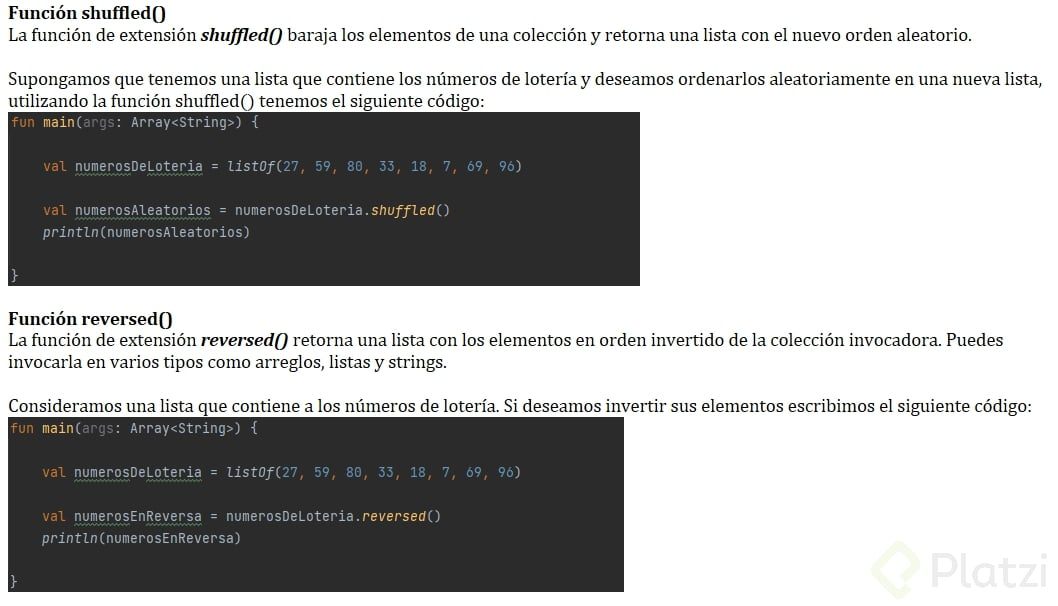 Función shuffled()
La función de extensión shuffled() baraja los elementos de una colección y retorna una lista con el nuevo orden aleatorio.
Supongamos que tenemos una lista que contiene los números de lotería y deseamos ordenarlos aleatoriamente en una nueva lista,
utilizando la función shuffled() tenemos el siguiente código:
fun main(args: Array<String>) {
val numerosDeLoteria = listOf(27, 59, 80, 33, 18, 7, 69, 96)
val numerosAleatorios = numerosDeLoteria.shuffled()
println(numerosAleatorios)
}
Función reversed()
La función de extensión reversed() retorna una lista con los elementos en orden invertido de la colección invocadora. Puedes
invocarla en varios tipos como arreglos, listas y strings.
Consideramos una lista que contiene a los números de lotería. Si deseamos invertir sus elementos escribimos el siguiente código:
fun main(args: Array<String>) {
val numerosDeLoteria = listOf(27, 59, 80, 33, 18, 7, 69, 96)
val numerosEnReversa = numerosDeLoteria.reversed()
println(numerosEnReversa)
}
Platzi